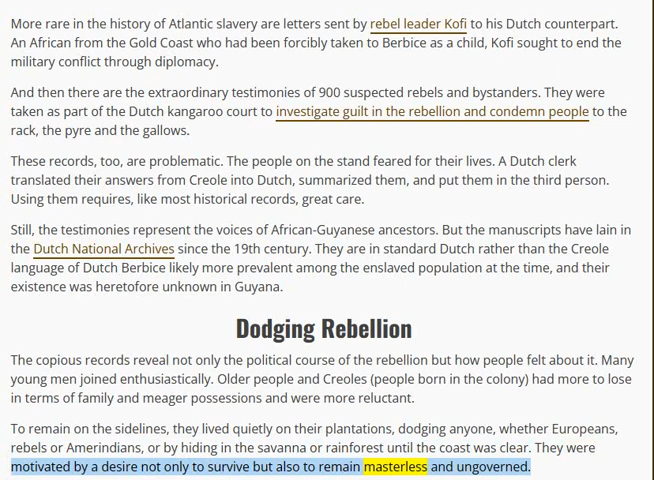 More rare in the history of Atlantic slavery are letters sent by rebel leader Kofi to his Dutch counterpart.
An African from the Gold Coast who had been forcibly taken to Berbice as a child, Kofi sought to end the
military conflict through diplomacy.
And then there are the extraordinary testimonies of 900 suspected rebels and bystanders. They were
taken as part of the Dutch kangaroo court to investigate guilt in the rebellion and condemn people to the
rack, the pyre and the gallows.
These records, too, are problematic. The people on the stand feared for their lives. A Dutch clerk
translated their answers from Creole into Dutch, summarized them, and put them in the third person.
Using them requires, like most historical records, great care.
Still, the testimonies represent the voices of African-Guyanese ancestors. But the manuscripts have lain in
the Dutch National Archives since the 19th century. They are in standard Dutch rather than the Creole
language of Dutch Berbice likely more prevalent among the enslaved population at the time, and their
existence was heretofore unknown in Guyana.
Dodging Rebellion
The copious records reveal not only the political course of the rebellion but how people felt about it. Many
young men joined enthusiastically. Older people and Creoles (people born in the colony) had more to lose
in terms of family and meager possessions and were more reluctant.
To remain on the sidelines, they lived quietly on their plantations, dodging anyone, whether Europeans,
rebels or Amerindians, or by hiding in the savanna or rainforest until the coast was clear. They were
motivated by a desire not only to survive but also to remain masterless and ungoverned.